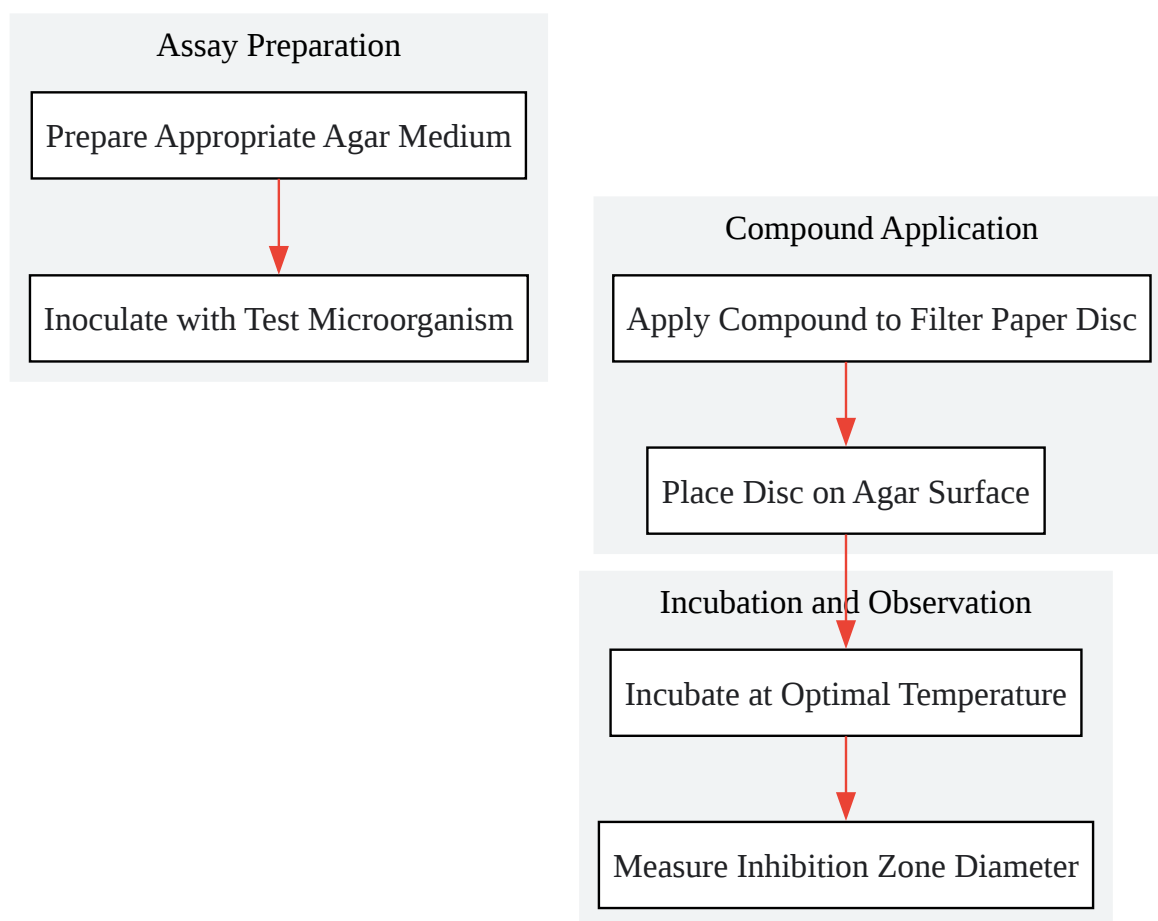 Assay Preparation
Prepare Appropriate Agar Medium
Inoculate with Test Microorganism
Compound Application
Apply Compound to Filter Paper Disc
Place Disc on Agar Surface
Incubation and Observation
Incubate at Optimal Temperature
Measure Inhibition Zone Diameter